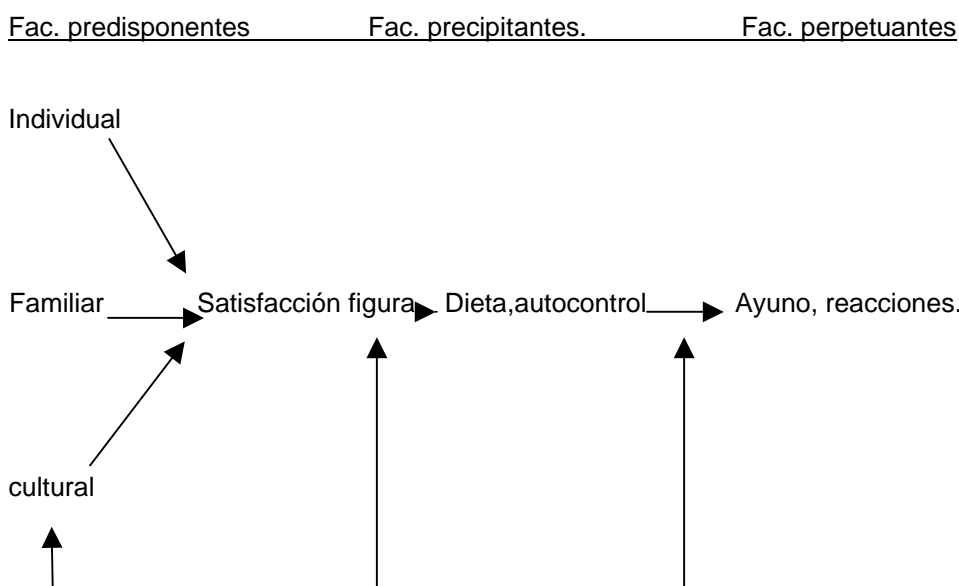 Fac. predisponentes Fac. precipitantes. Fac. perpetuantes
Individual
Familiar Satisfacción figura Dieta,autocontrol Ayuno, reacciones.
cultural